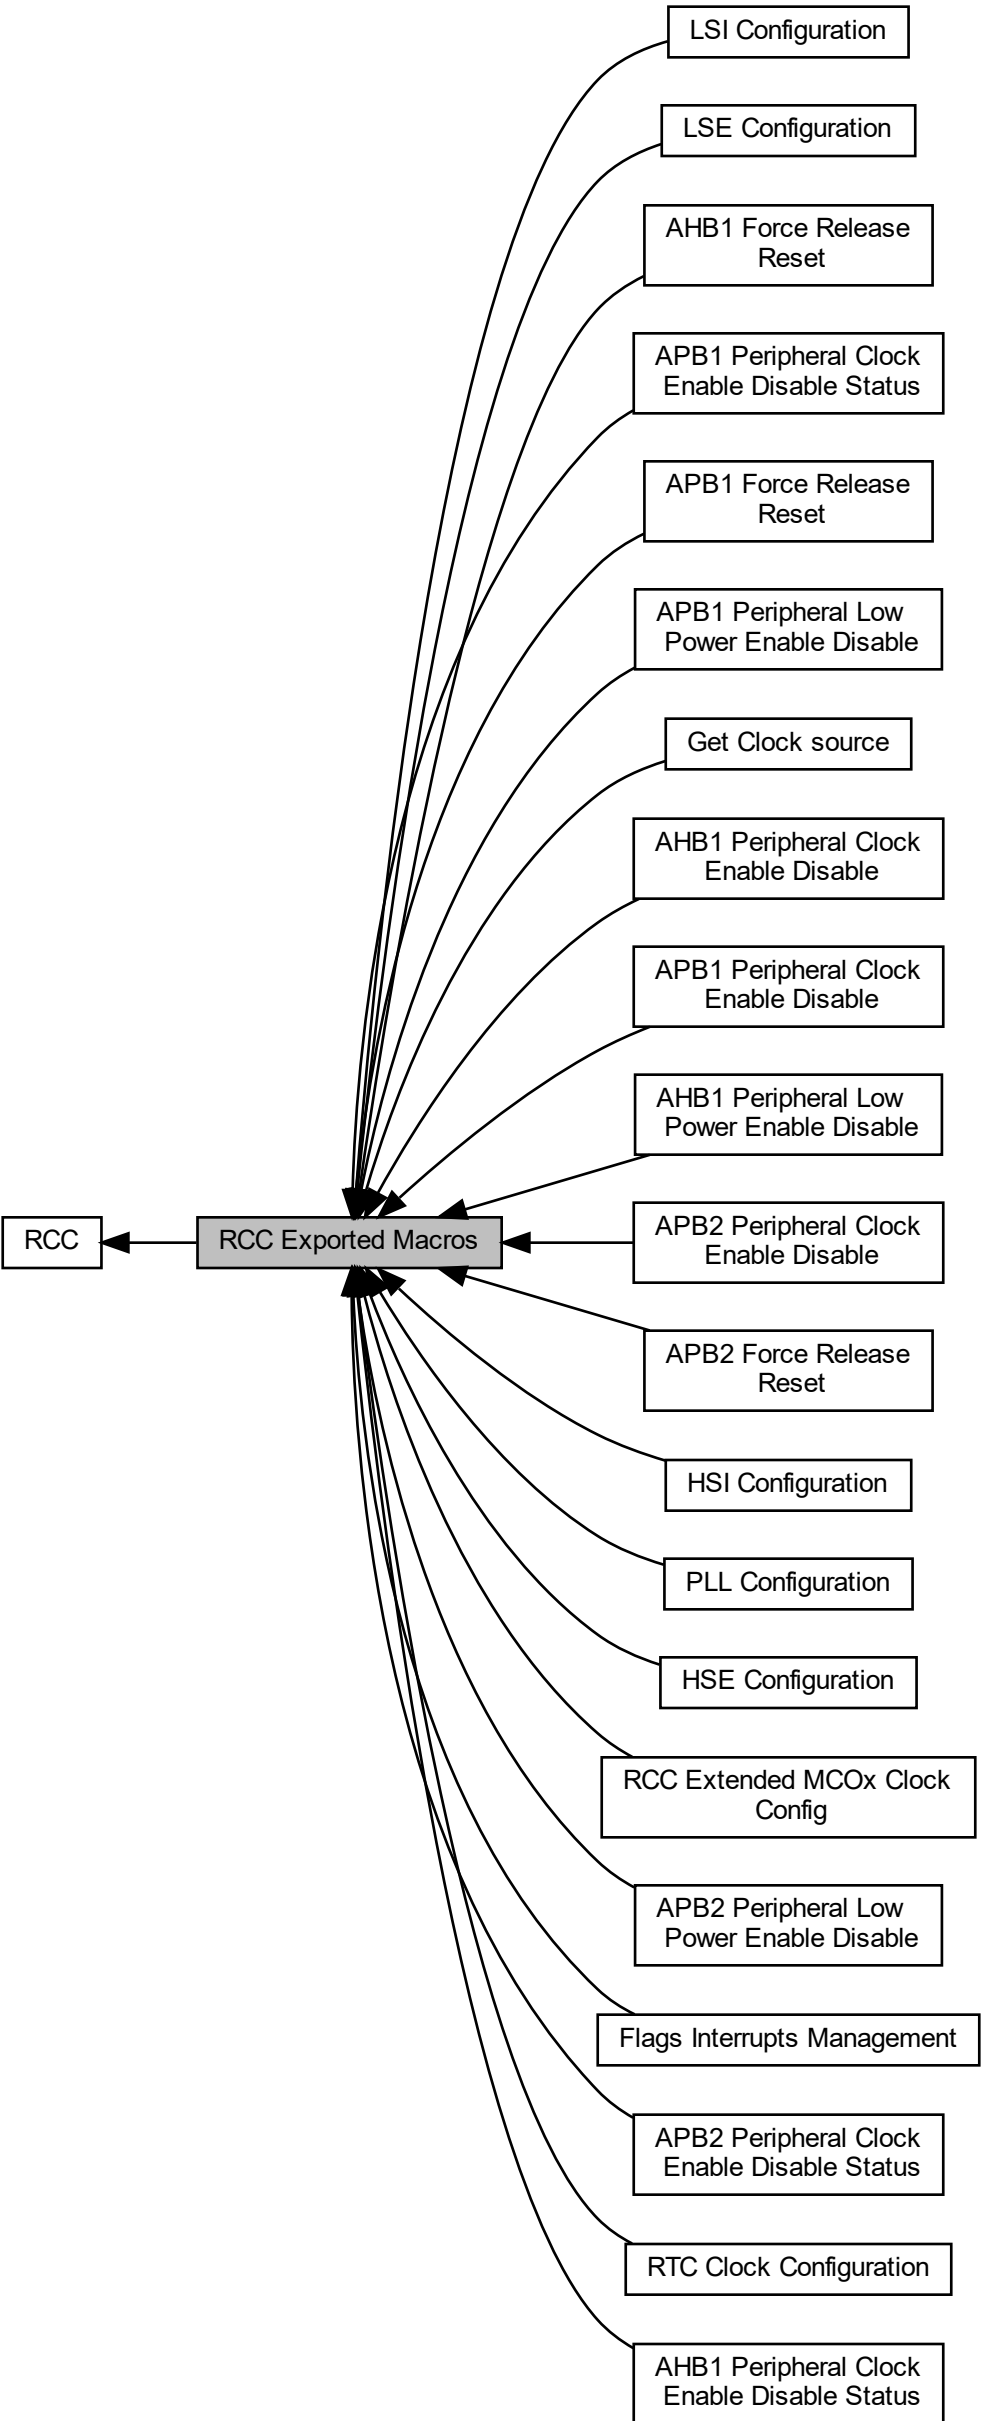 LSI Configuration
LSE Configuration
AHB1 Force Release
Reset
APB1 Peripheral Clock
Enable Disable Status
APB1 Force Release
Reset
APB1 Peripheral Low
Power Enable Disable
Get Clock source
AHB1 Peripheral Clock
Enable Disable
APB1 Peripheral Clock
Enable Disable
AHB1 Peripheral Low
Power Enable Disable
RCC
RCC Exported Macros
APB2 Peripheral Clock
Enable Disable
APB2 Force Release
Reset
HSI Configuration
PLL Configuration
HSE Configuration
RCC Extended MCOx Clock
Config
APB2 Peripheral Low
Power Enable Disable
Flags Interrupts Management
APB2 Peripheral Clock
Enable Disable Status
RTC Clock Configuration
AHB1 Peripheral Clock
Enable Disable Status